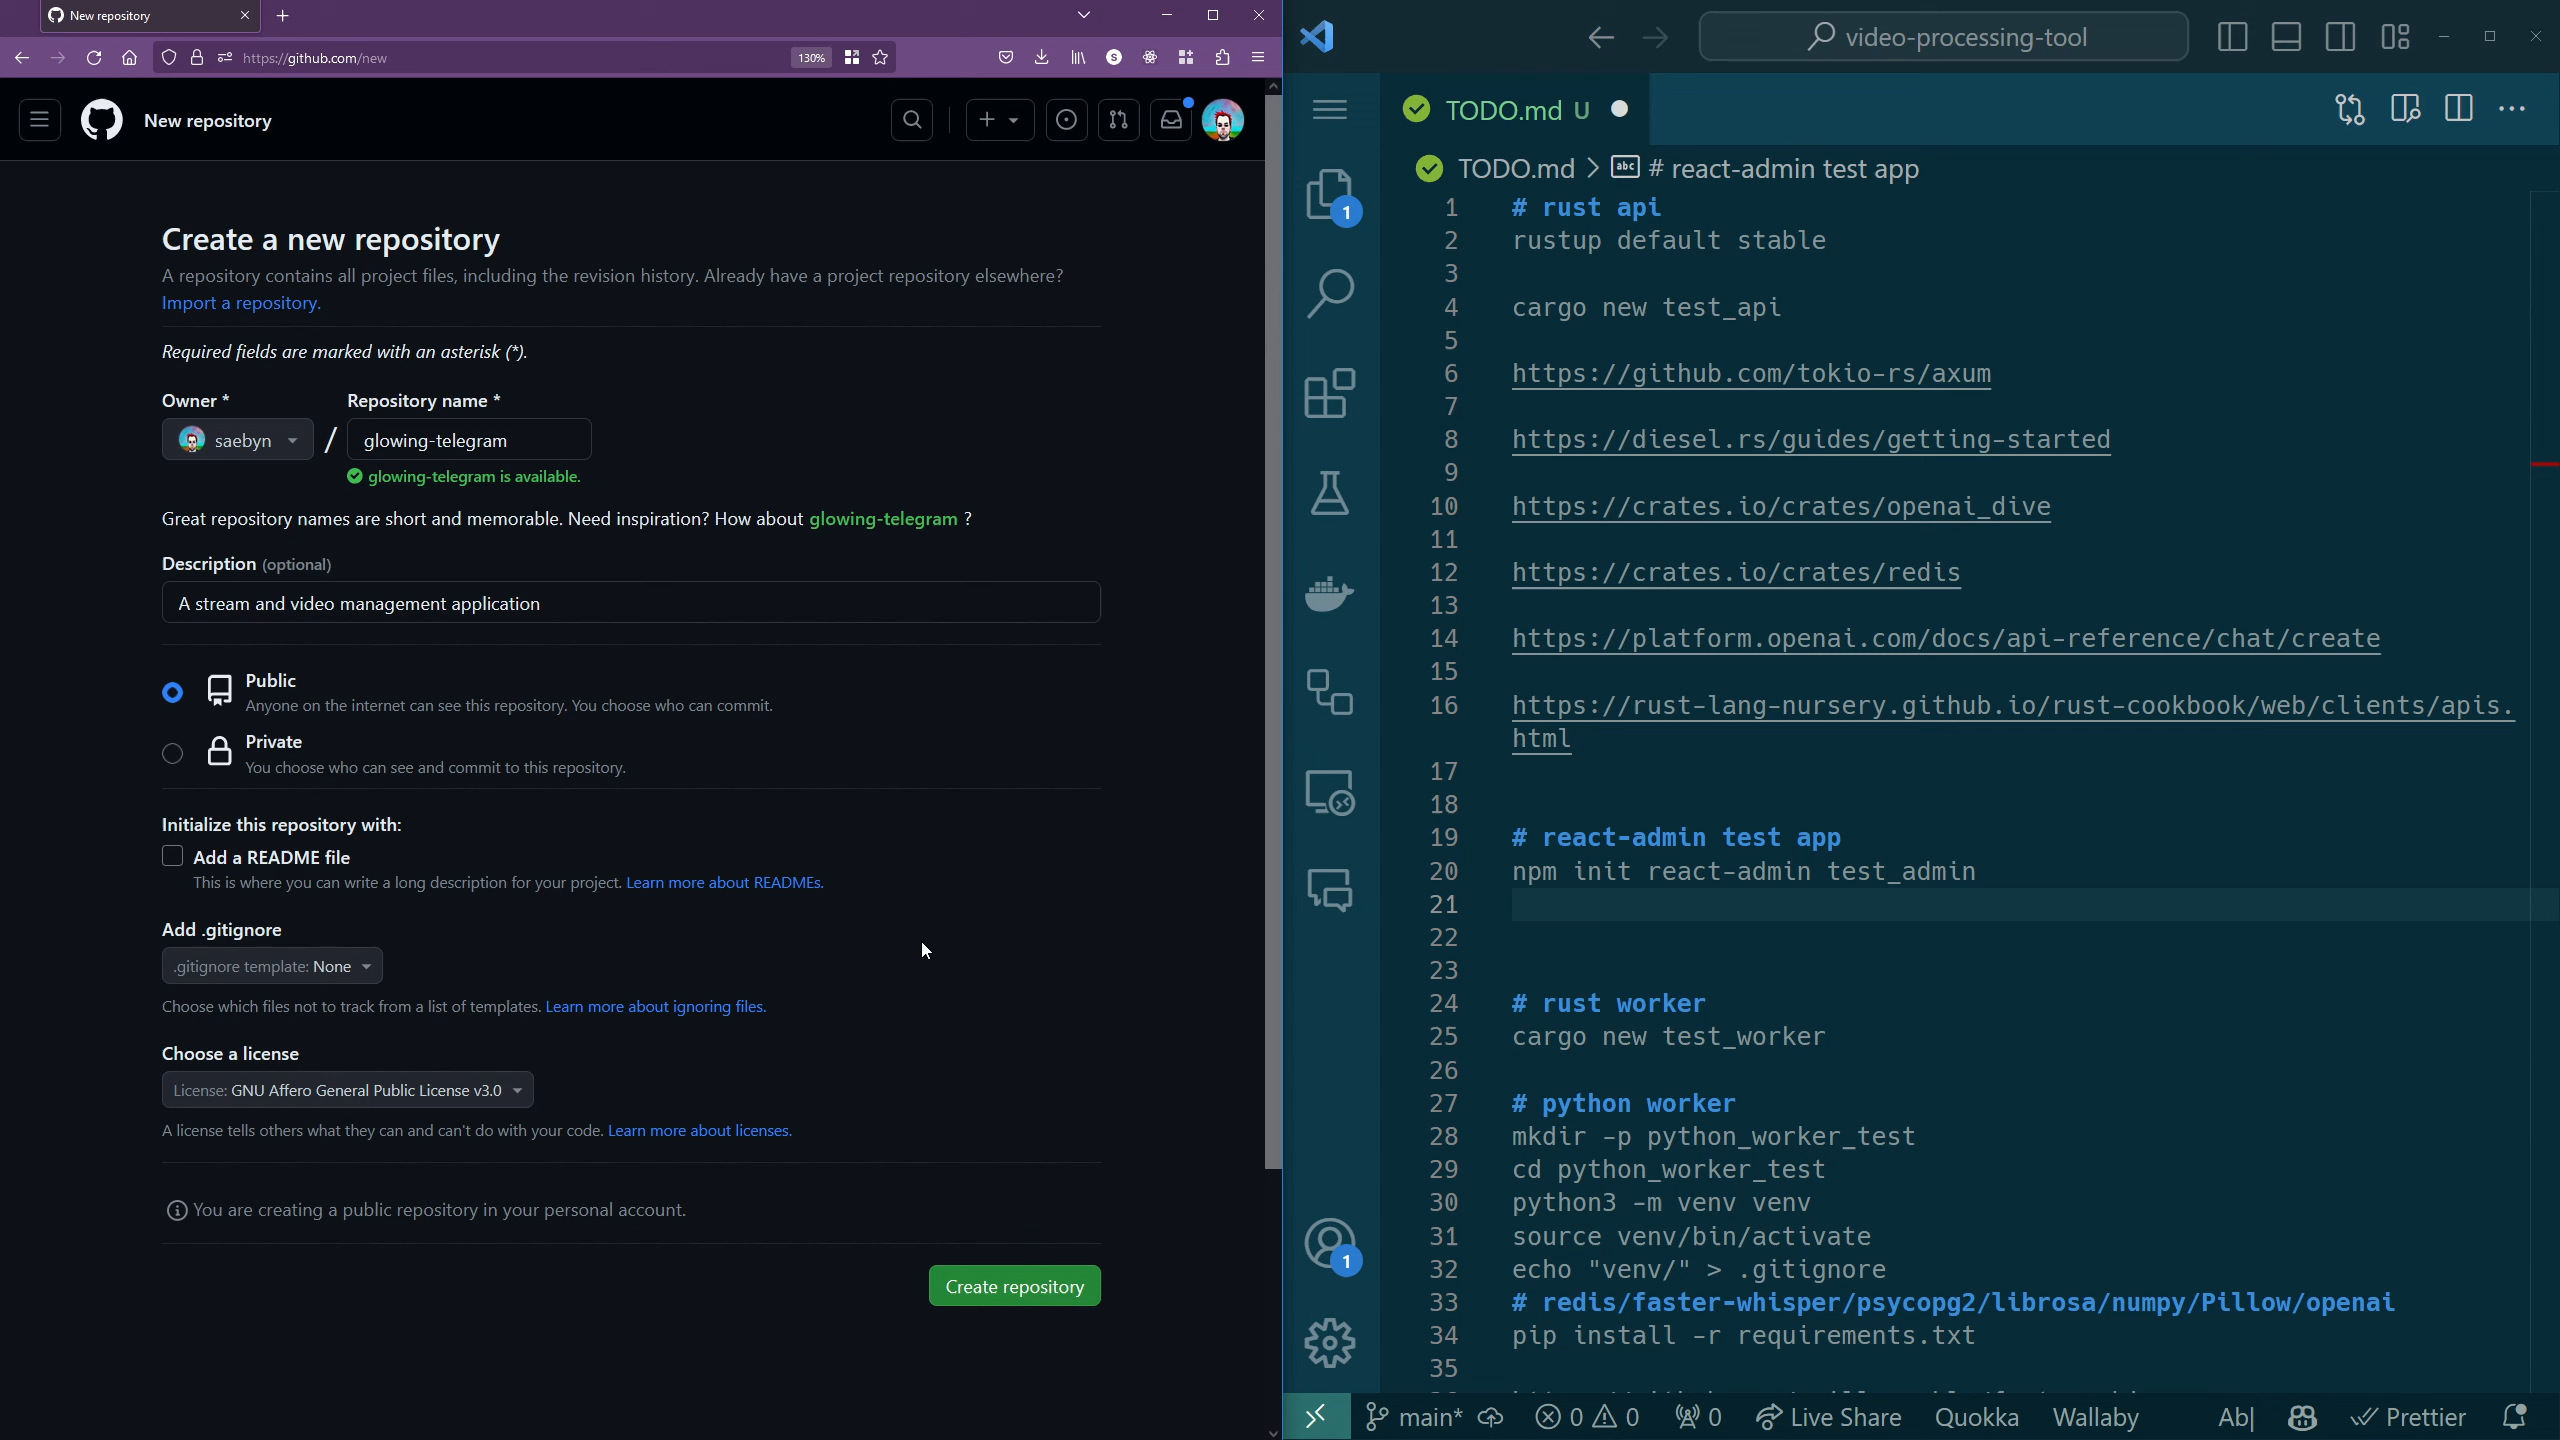 New repository
https://github.com/new
130%
S
New repository
Create a new repository
A repository contains all project files, including the revision history. Already have a project repository elsewhere?
Import a repository.
Required fields are marked with an asterisk (*).
Owner *
Repository name *
saebyn
/
glowing-telegram
glowing-telegram is available.
Great repository names are short and memorable. Need inspiration? How about glowing-telegram ?
Description (optional)
A stream and video management application
Public
Anyone on the internet can see this repository. You choose who can commit.
Private
You choose who can see and commit to this repository.
Initialize this repository with:
Add a README file
This is where you can write a long description for your project. Learn more about READMEs.
Add .gitignore
.gitignore template: None
Choose which files not to track from a list of templates. Learn more about ignoring files.
Choose a license
License: GNU Affero General Public License v3.0
A license tells others what they can and can't do with your code. Learn more about licenses.
You are creating a public repository in your personal account.
Create repository
video-processing-tool
TODO.md U
TODO.md > abc # react-admin test app
1 # rust api
2 rustup default stable
3
4 cargo new test_api
5
6 https://github.com/tokio-rs/axum
7
8 https://diesel.rs/guides/getting-started
9
10 https://crates.io/crates/openai_dive
11
12 https://crates.io/crates/redis
13
14 https://platform.openai.com/docs/api-reference/chat/create
15
16 https://rust-lang-nursery.github.io/rust-cookbook/web/clients/apis.
html
17
18
19 # react-admin test app
20 npm init react-admin test_admin
21
22
23
24 # rust worker
25 cargo new test_worker
26
27 # python worker
28 mkdir -p python_worker_test
29 cd python_worker_test
30 python3 -m venv venv
31 source venv/bin/activate
32 echo "venv/" > .gitignore
33 # redis/faster-whisper/psycopg2/librosa/numpy/Pillow/openai
34 pip install -r requirements.txt
35
1
1
main* 0 0 0 Live Share Quokka Wallaby Ab| Prettier